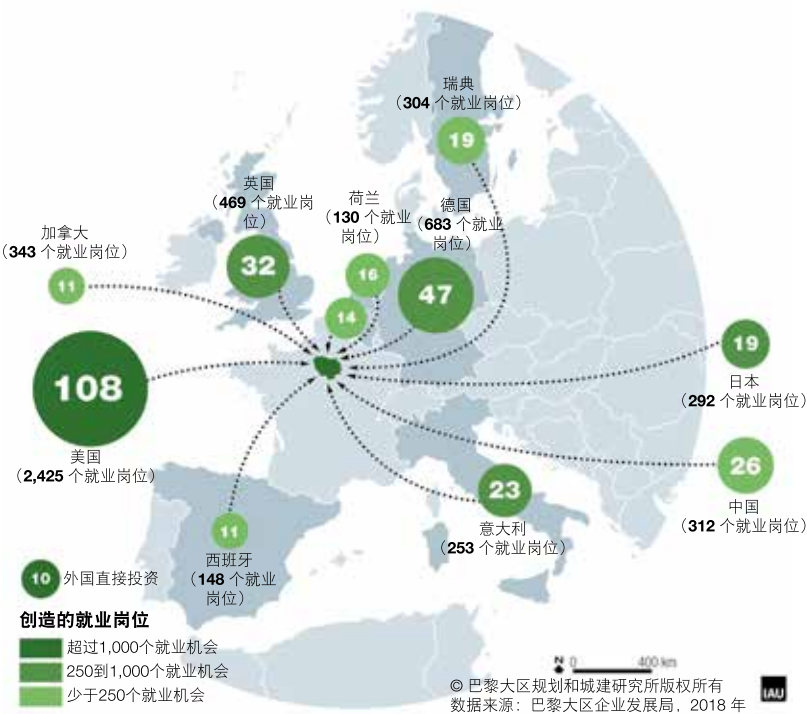 瑞典
（304 个就业岗位）
19
英国
（469 个就业岗
位）
32
荷兰
（130 个就业
岗位）
16
德国
（683 个就业
岗位）
47
加拿大
（343 个就业岗位）
11
14
108
美国
（2,425 个就业岗位）
19
日本
（292 个就业岗位）
26
中国
（312 个就业岗位）
23
意大利
（253 个就业岗位）
11
西班牙
（148 个就业
岗位）
10 外国直接投资
创造的就业岗位
超过1,000个就业机会
250到1,000个就业机会
少于250个就业机会
N 0 400 km
© 巴黎大区规划和城建研究所版权所有
数据来源：巴黎大区企业发展局，2018 年
IAU